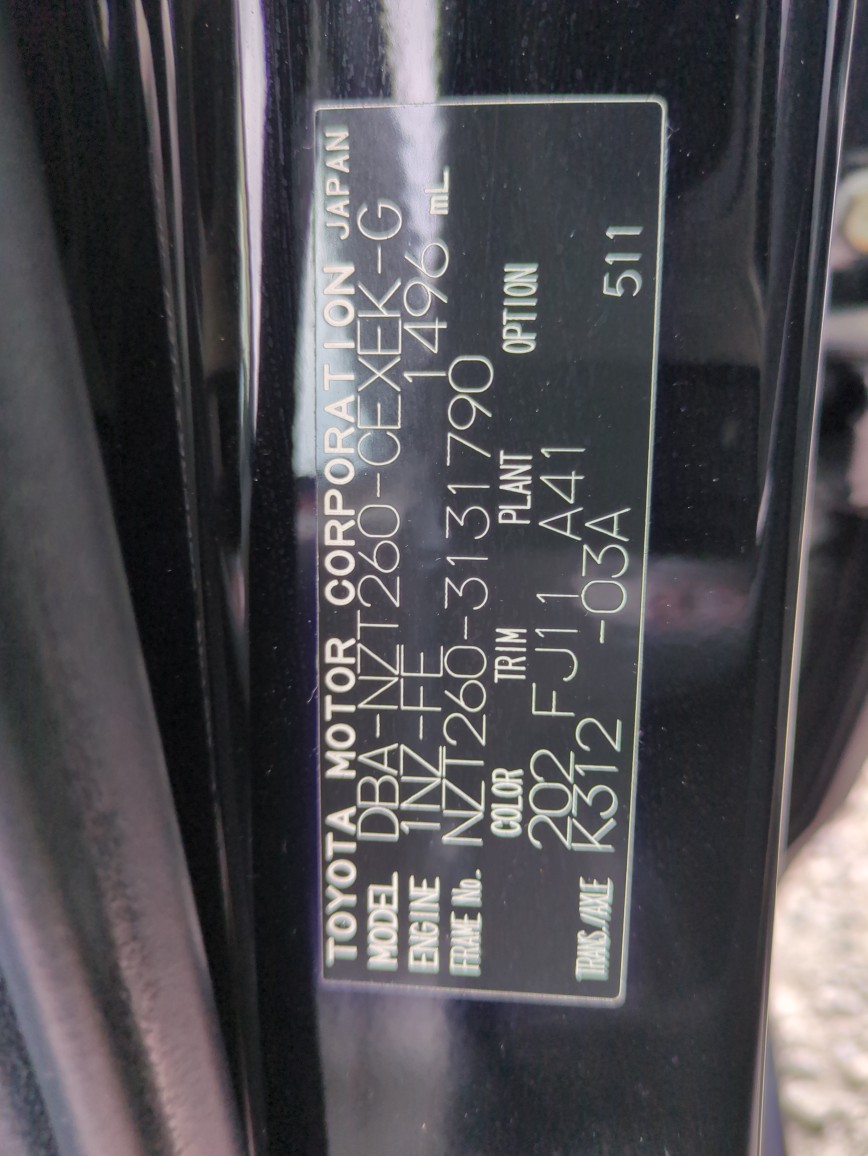 TOYOTA MOTOR CORPORATION JAPAN
MODEL DBA-NZT260-CEXEK-G
ENGINE 1NZ-FE 1496 mL
FRAME No. NZT260-3131790
COLOR TRIM PLANT OPTION
202 FJ11 A41
TRANS./AXLE K312 -03A 511